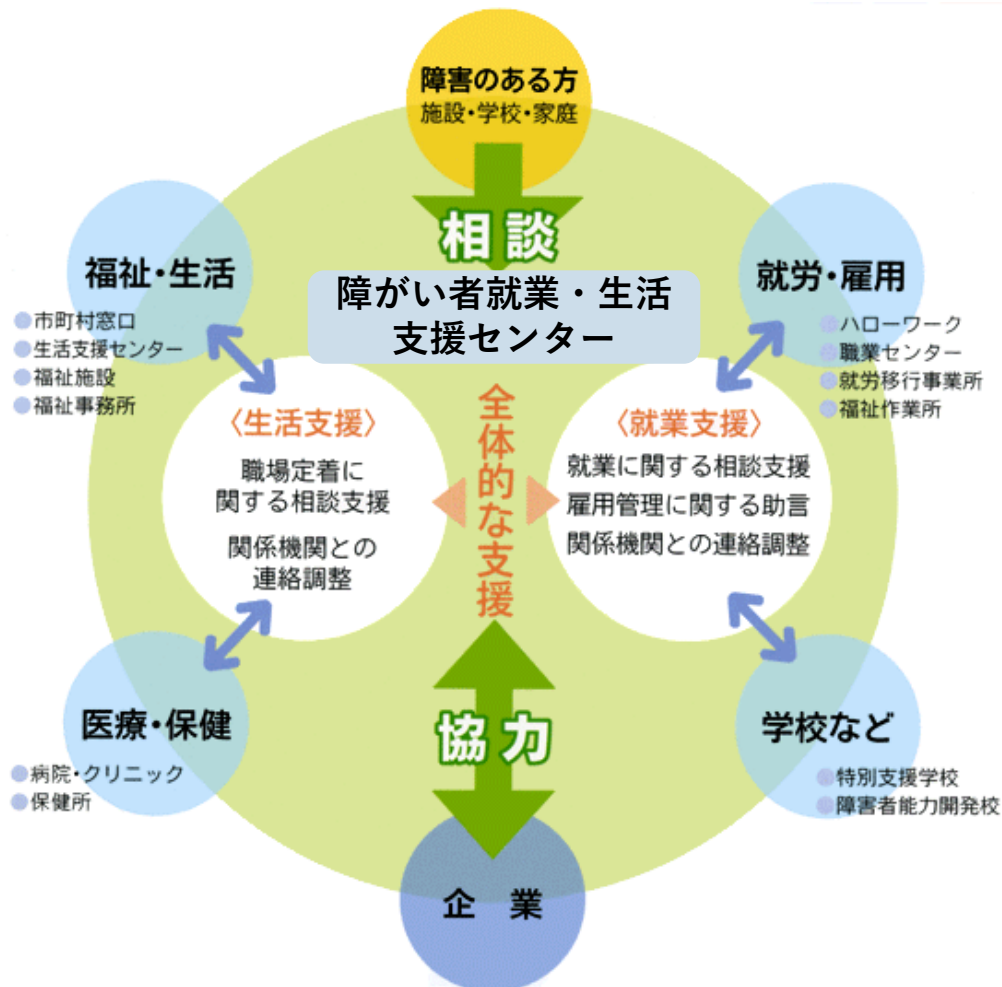 障害のある方
施設・学校・家庭
相談
障がい者就業・生活
支援センター
福祉・生活
●市町村窓口
●生活支援センター
●福祉施設
●福祉事務所
就労・雇用
●ハローワーク
●職業センター
●就労移行事業所
●福祉作業所
〈生活支援〉
職場定着に
関する相談支援
関係機関との
連絡調整
全体的な支援
〈就業支援〉
就業に関する相談支援
雇用管理に関する助言
関係機関との連絡調整
医療・保健
●病院・クリニック
●保健所
協力
学校など
●特別支援学校
●障害者能力開発校
企 業